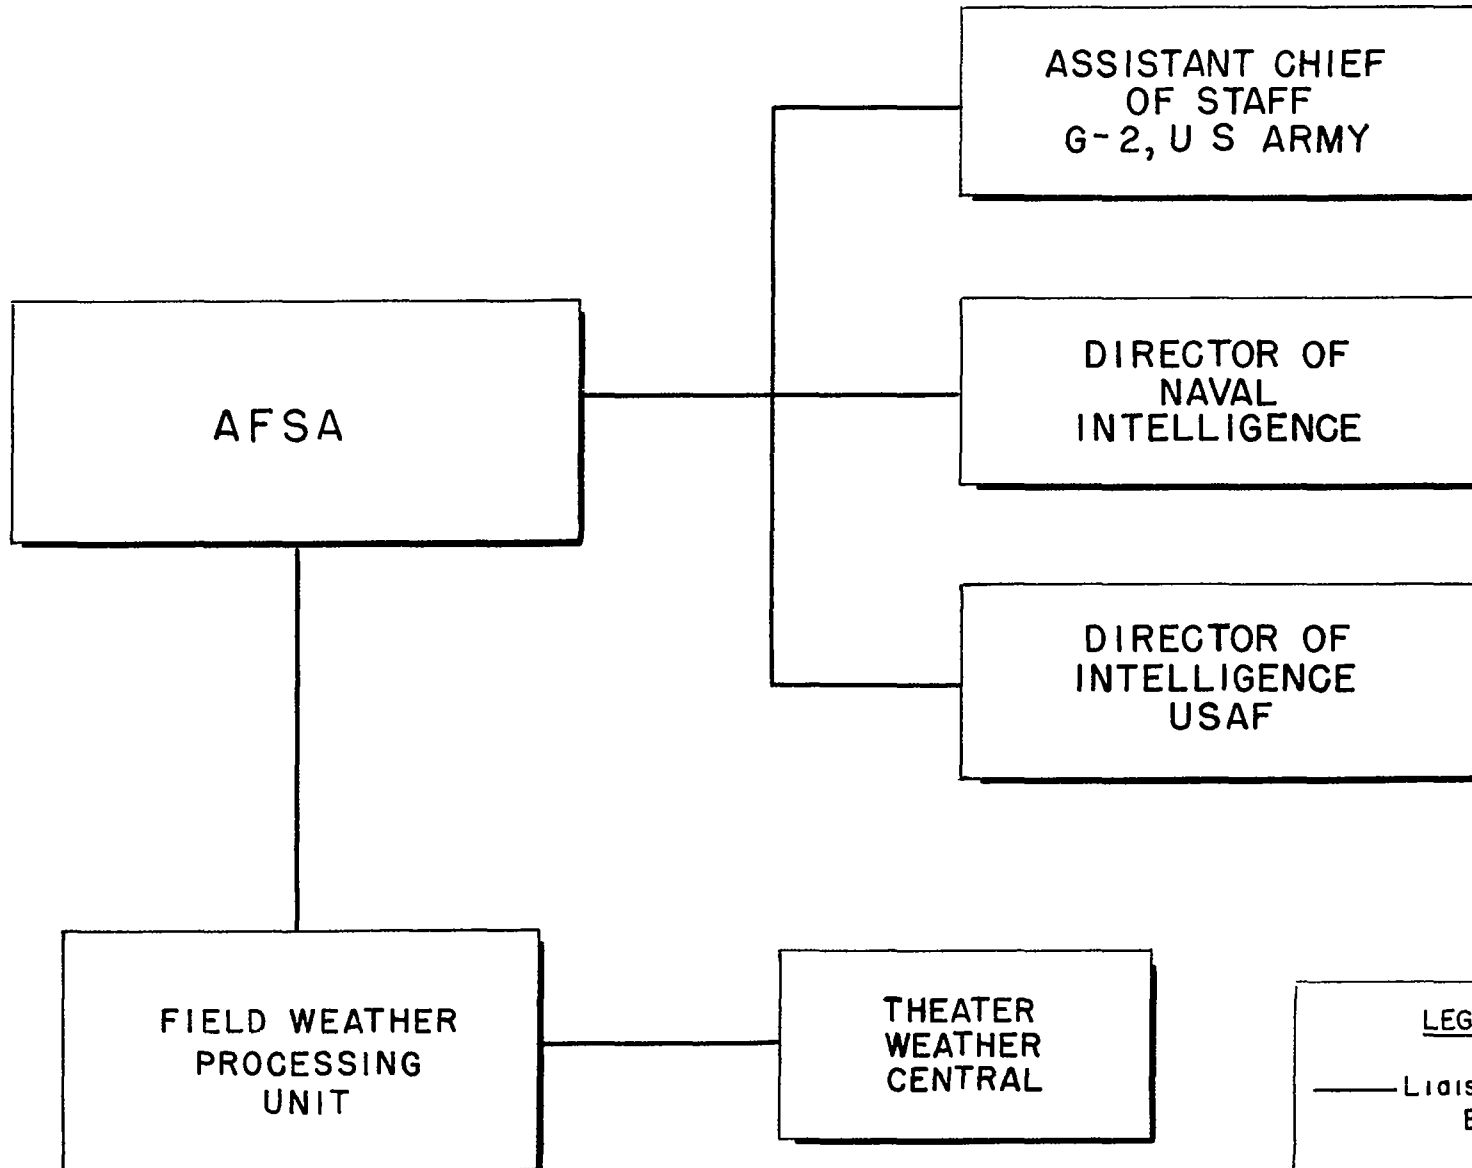 ASSISTANT CHIEF
OF STAFF
G-2, U S ARMY
AFSA
DIRECTOR OF
NAVAL
INTELLIGENCE
DIRECTOR OF
INTELLIGENCE
USAF
FIELD WEATHER
PROCESSING
UNIT
THEATER
WEATHER
CENTRAL